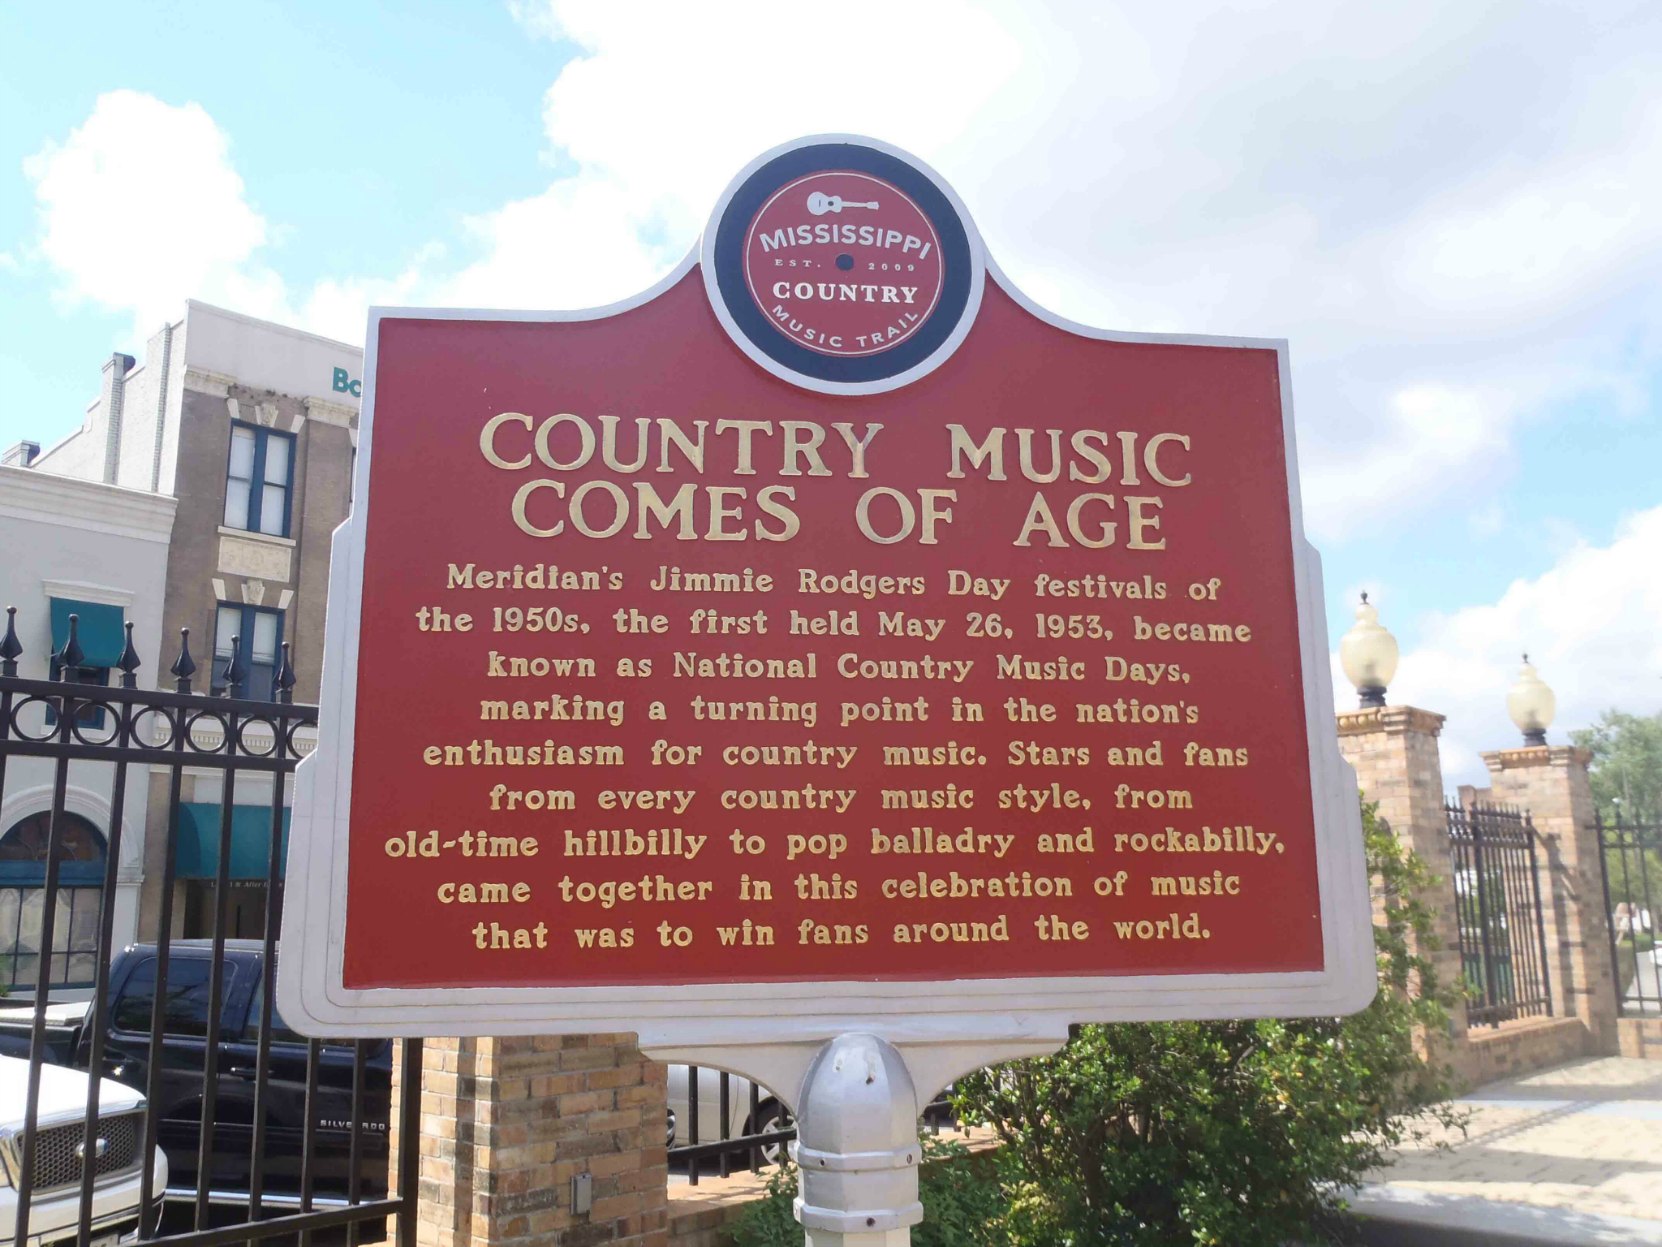 MISSISSIPPI
EST. 2009
COUNTRY
MUSIC TRAIL
COUNTRY MUSIC
COMES OF AGE
Meridian's Jimmie Rodgers Day festivals of
the 1950s, the first held May 26, 1953, became
known as National Country Music Days,
marking a turning point in the nation's
enthusiasm for country music. Stars and fans
from every country music style, from
old-time hillbilly to pop balladry and rockabilly,
came together in this celebration of music
that was to win fans around the world.
SILVERADO